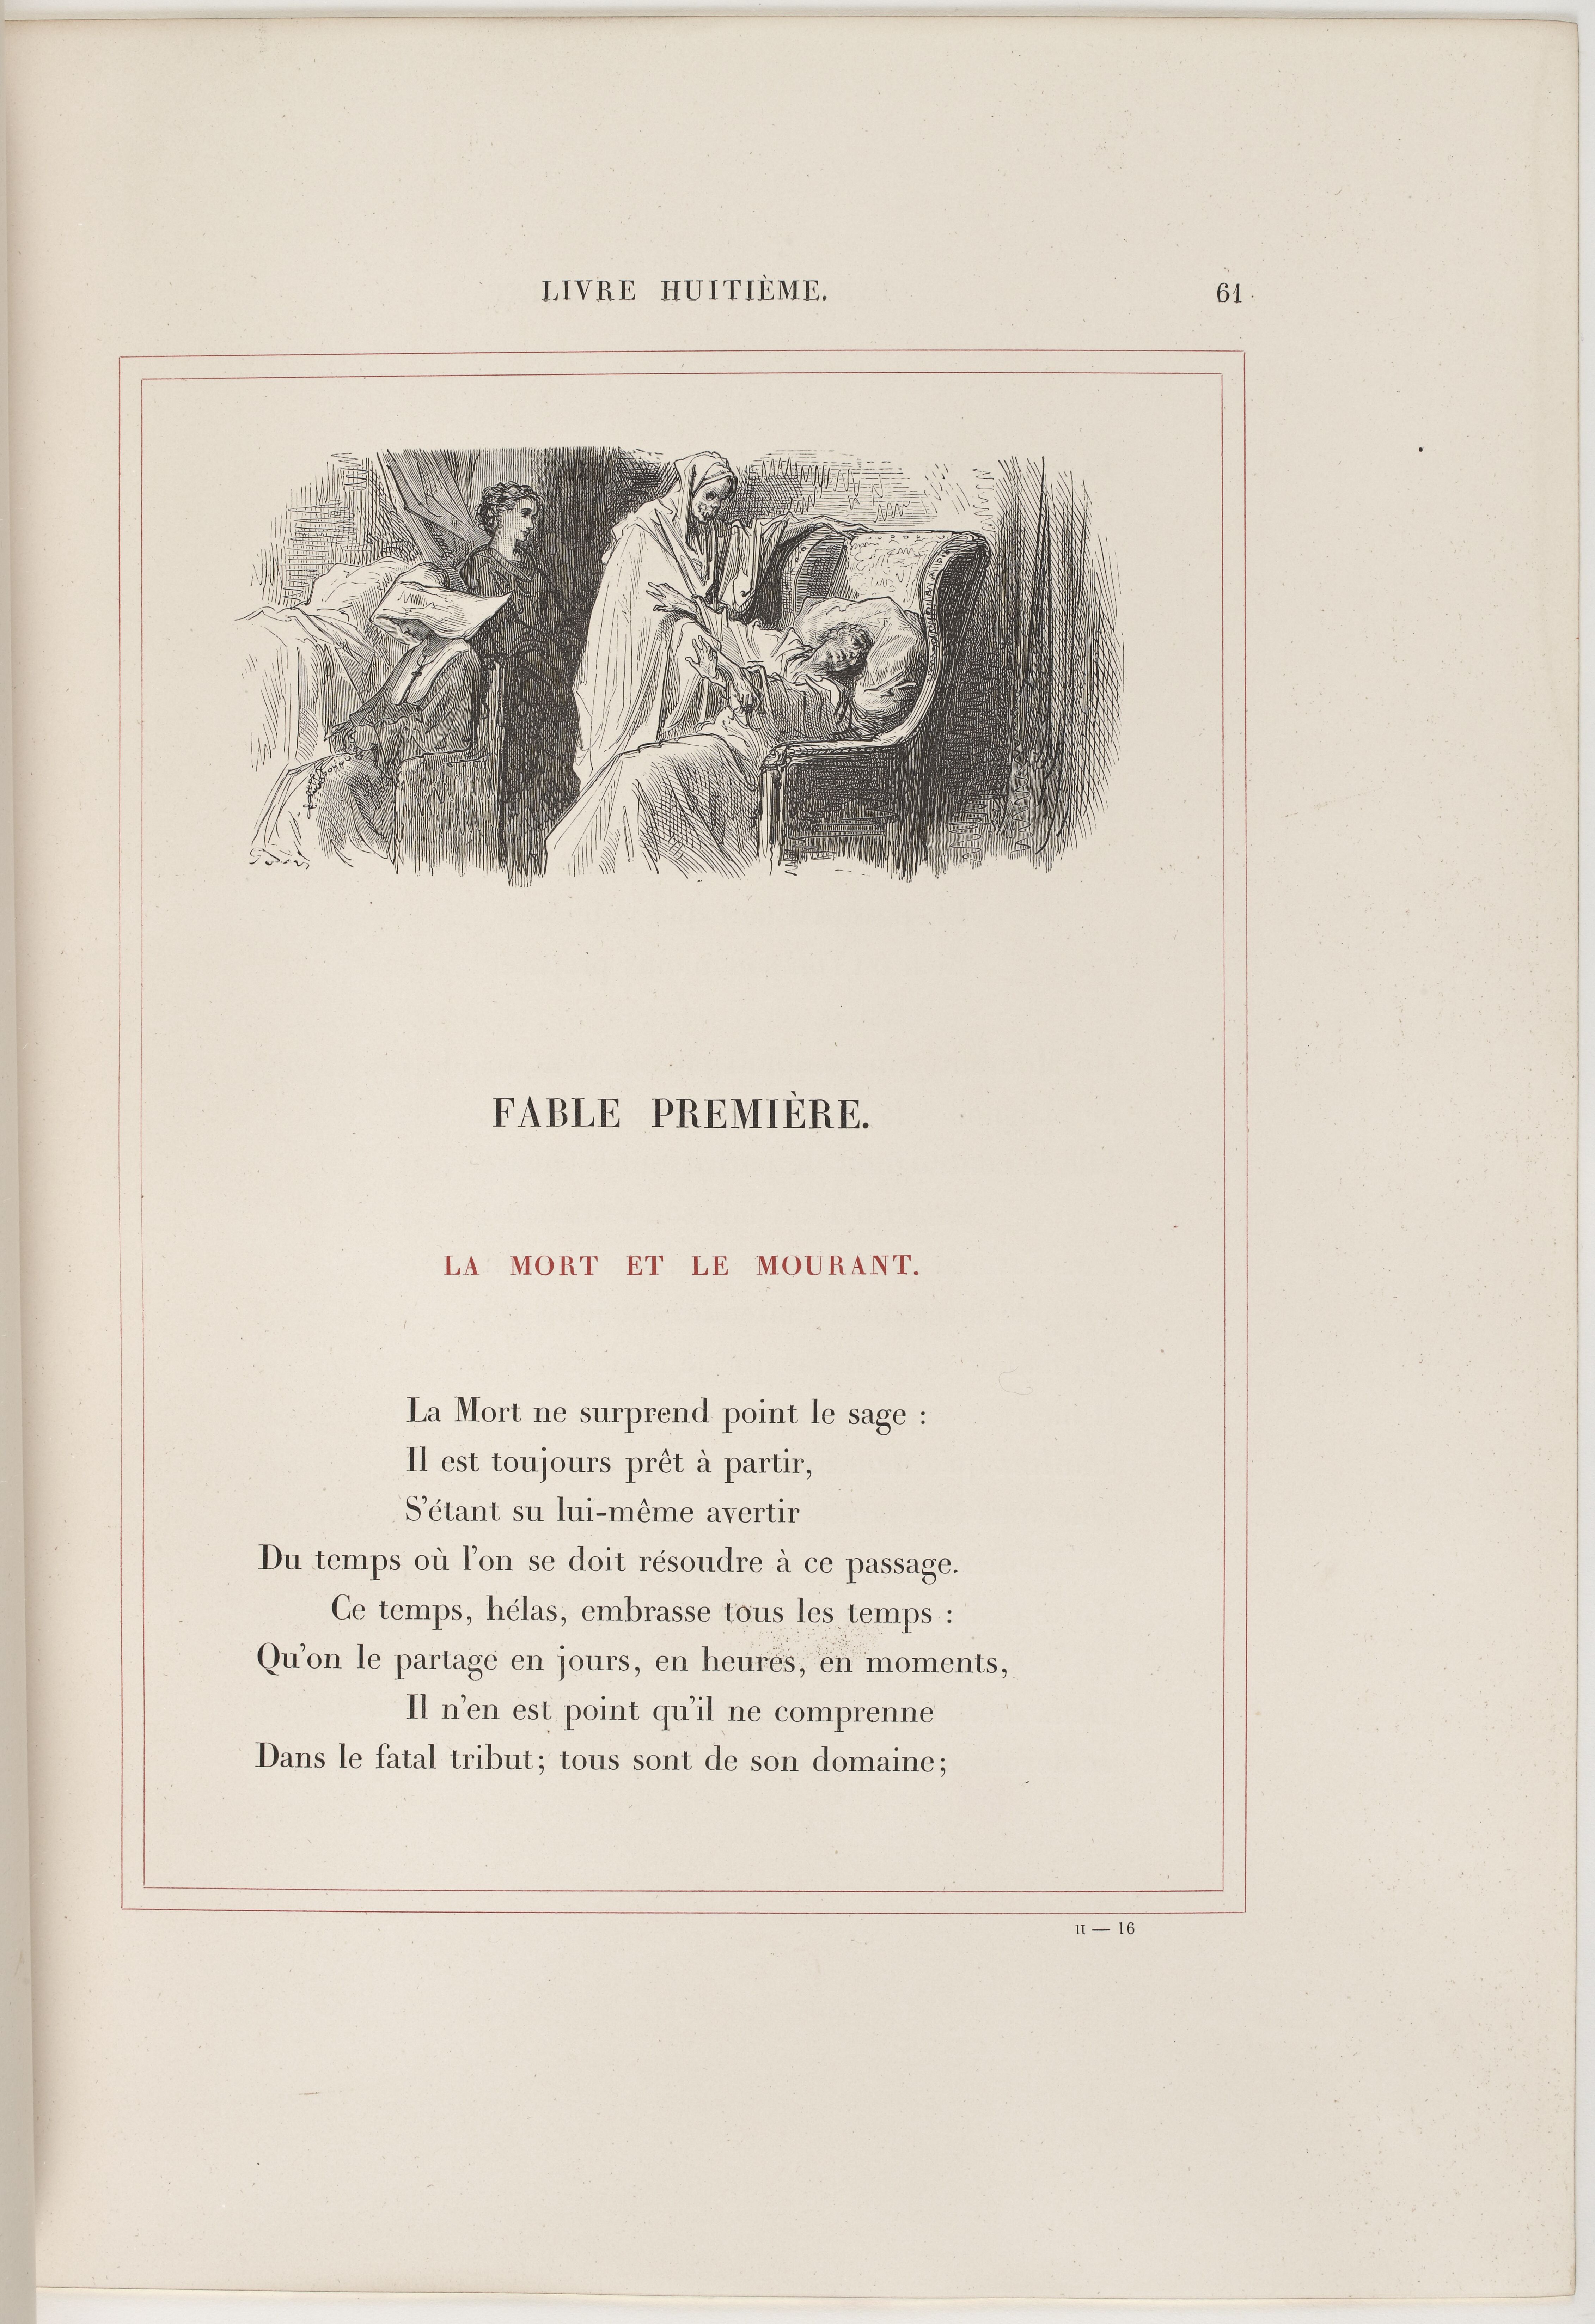 LIVRE HUITIÈME.
61
G Doré
FABLE PREMIÈRE.
LA MORT ET LE MOURANT.
La Mort ne surprend point le sage :
Il est toujours prêt à partir,
S'étant su lui-même avertir
Du temps où l'on se doit résoudre à ce passage.
Ce temps, hélas, embrasse tous les temps :
Qu'on le partage en jours, en heures, en moments,
Il n'en est point qu'il ne comprenne
Dans le fatal tribut; tous sont de son domaine;
II — 16